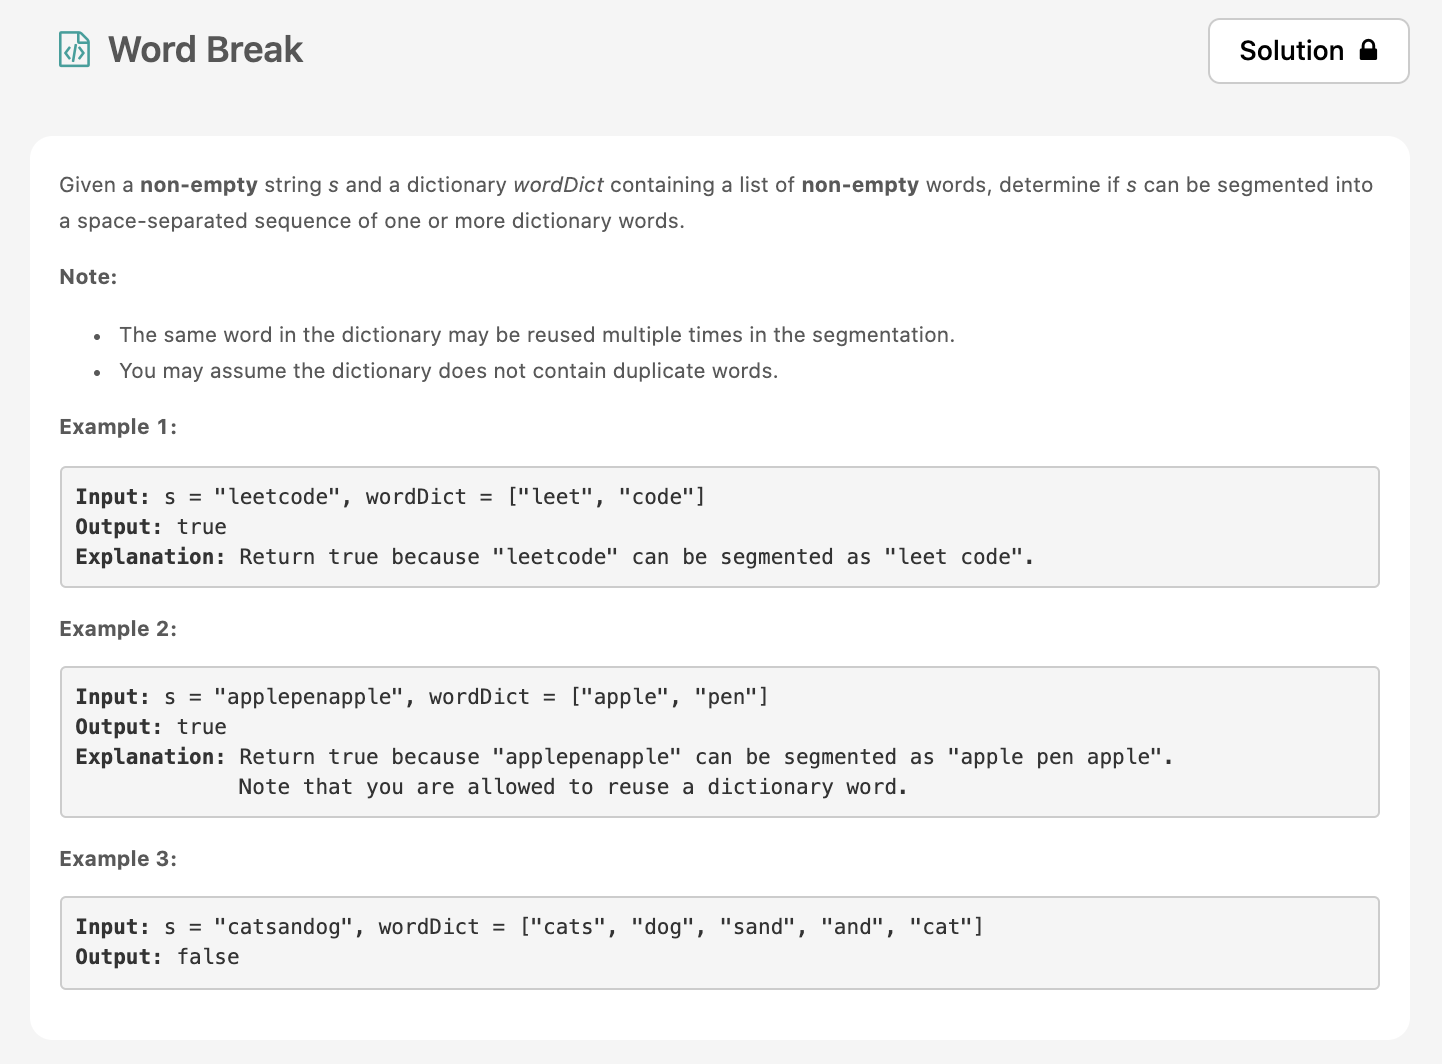 Word Break
Solution
Given a non-empty string s and a dictionary wordDict containing a list of non-empty words, determine if s can be segmented into
a space-separated sequence of one or more dictionary words.
Note:
• The same word in the dictionary may be reused multiple times in the segmentation.
• You may assume the dictionary does not contain duplicate words.
Example 1:
Input: s = "leetcode", wordDict = ["leet", "code"]
Output: true
Explanation: Return true because "leetcode" can be segmented as "leet code".
Example 2:
Input: s = "applepenapple", wordDict = ["apple", "pen"]
Output: true
Explanation: Return true because "applepenapple" can be segmented as "apple pen apple".
Note that you are allowed to reuse a dictionary word.
Example 3:
Input: s = "catsandog", wordDict = ["cats", "dog", "sand", "and", "cat"]
Output: false